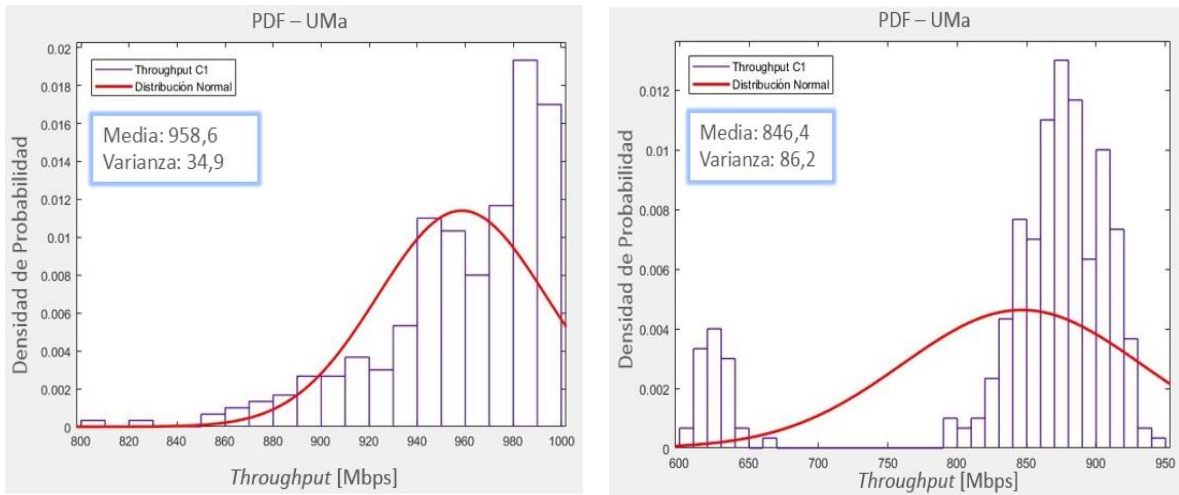 PDF – UMa
Throughput C1
Distribución Normal
Media: 958,6
Varianza: 34,9
Densidad de Probabilidad
0.02
0.018
0.016
0.014
0.012
0.01
0.008
0.006
0.004
0.002
0
800 820 840 860 880 900 920 940 960 980 1000
Throughput [Mbps]
PDF – UMa
Throughput C1
Distribución Normal
Media: 846,4
Varianza: 86,2
Densidad de Probabilidad
0.012
0.01
0.008
0.006
0.004
0.002
0
600 650 700 750 800 850 900 950
Throughput [Mbps]